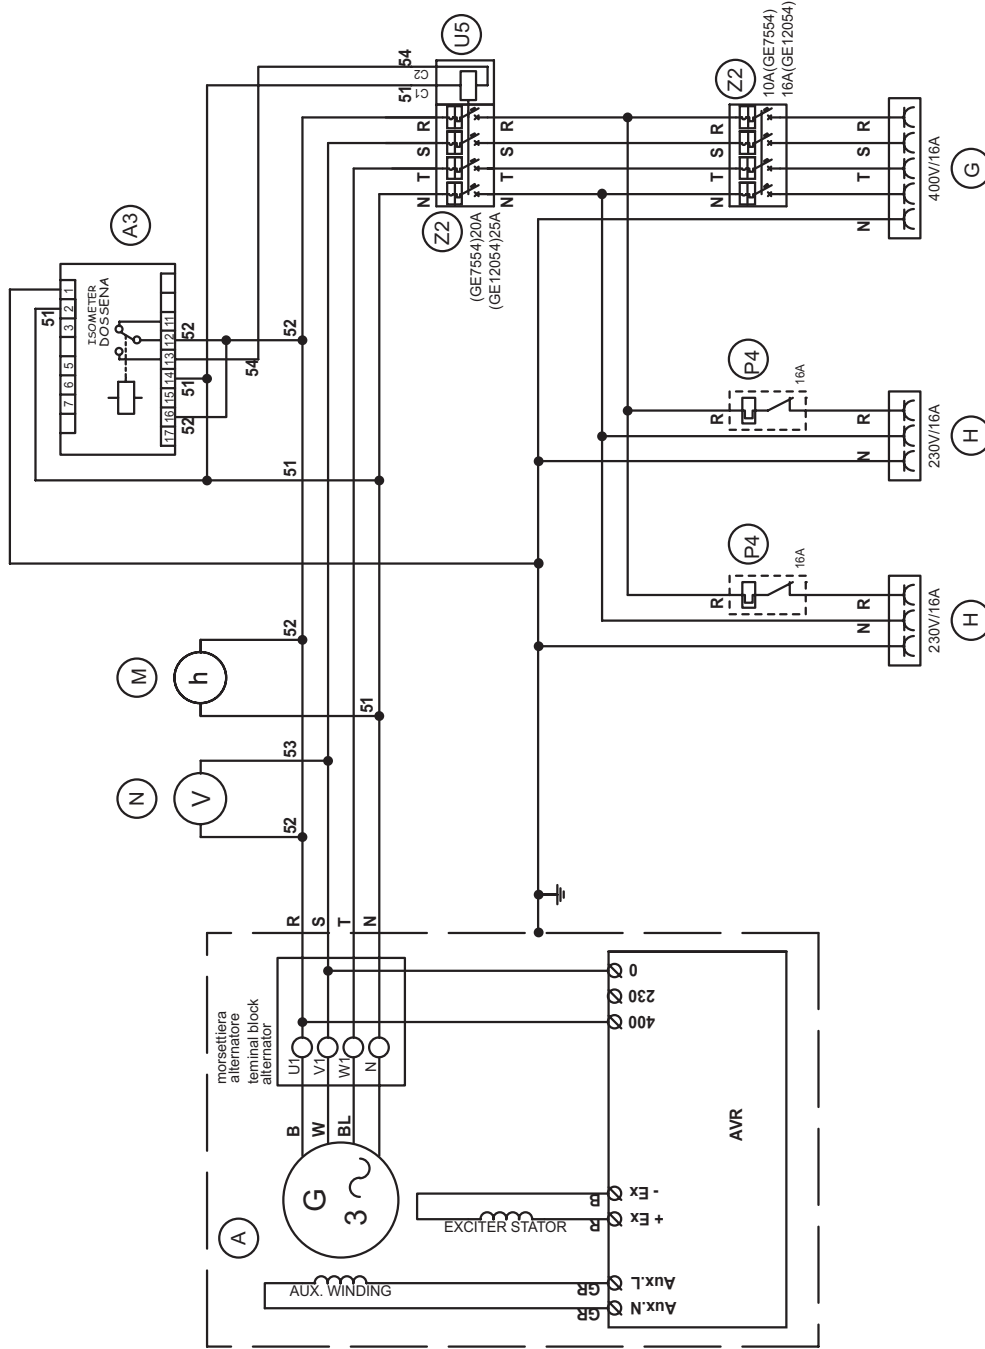 A3
ISOMETER
DOSSENA
1
2
3
5
6
7
11
12
13
14
15
16
17
51
52
51
52
54
52
51
M
h
52
51
N
V
53
52
U5
54
51
C2
C1
R
S
T
N
R
S
T
N
Z2
(GE7554)20A
(GE12054)25A
Z2
10A(GE7554)
16A(GE12054)
R
S
T
N
R
S
T
N
400V/16A
G
P4
16A
R
R
N
230V/16A
H
P4
16A
R
R
N
230V/16A
H
A
morsettiera
alternatore
teminal block
alternator
U1
V1
W1
N
R
S
T
N
B
W
BL
G
3
EXCITER STATOR
AUX. WINDING
GR
GR
R
B
AVR
0
230
400
- Ex
+ Ex
Aux.L
Aux.N